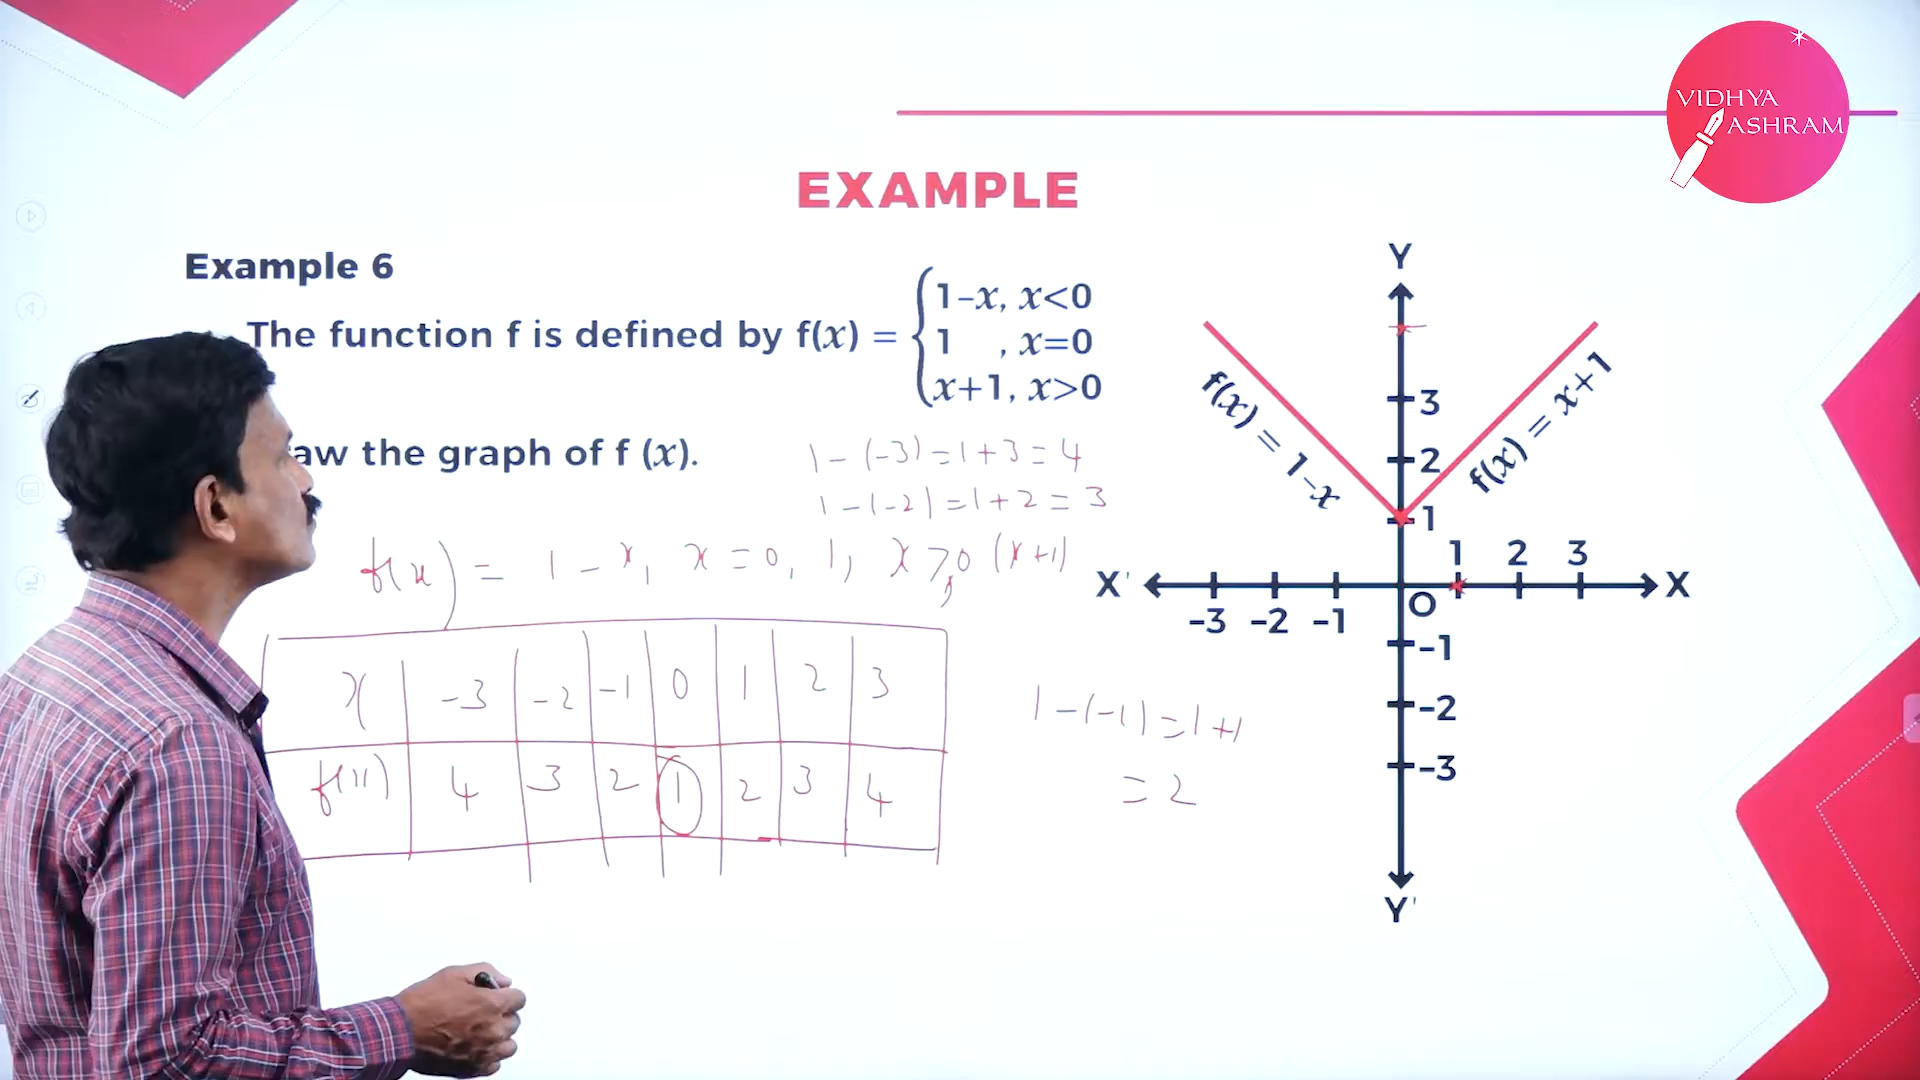 VIDHYA
ASHRAM
EXAMPLE
Example 6
The function f is defined by f(x) = { 1-x, x<0
1 , x=0
x+1, x>0
aw the graph of f (x).
1-(-3)=1+3=4
1-(-2)=1+2=3
f(x) = 1-x, x=0, 1, x>0 (x+1)
x -3 -2 -1 0 1 2 3
f(x) 4 3 2 1 2 3 4
1-(-1)=1+1
=2
Y
f(x) = 1-x
f(x) = x+1
3
2
1
1 2 3
X' X
O
-3 -2 -1
-1
-2
-3
Y'